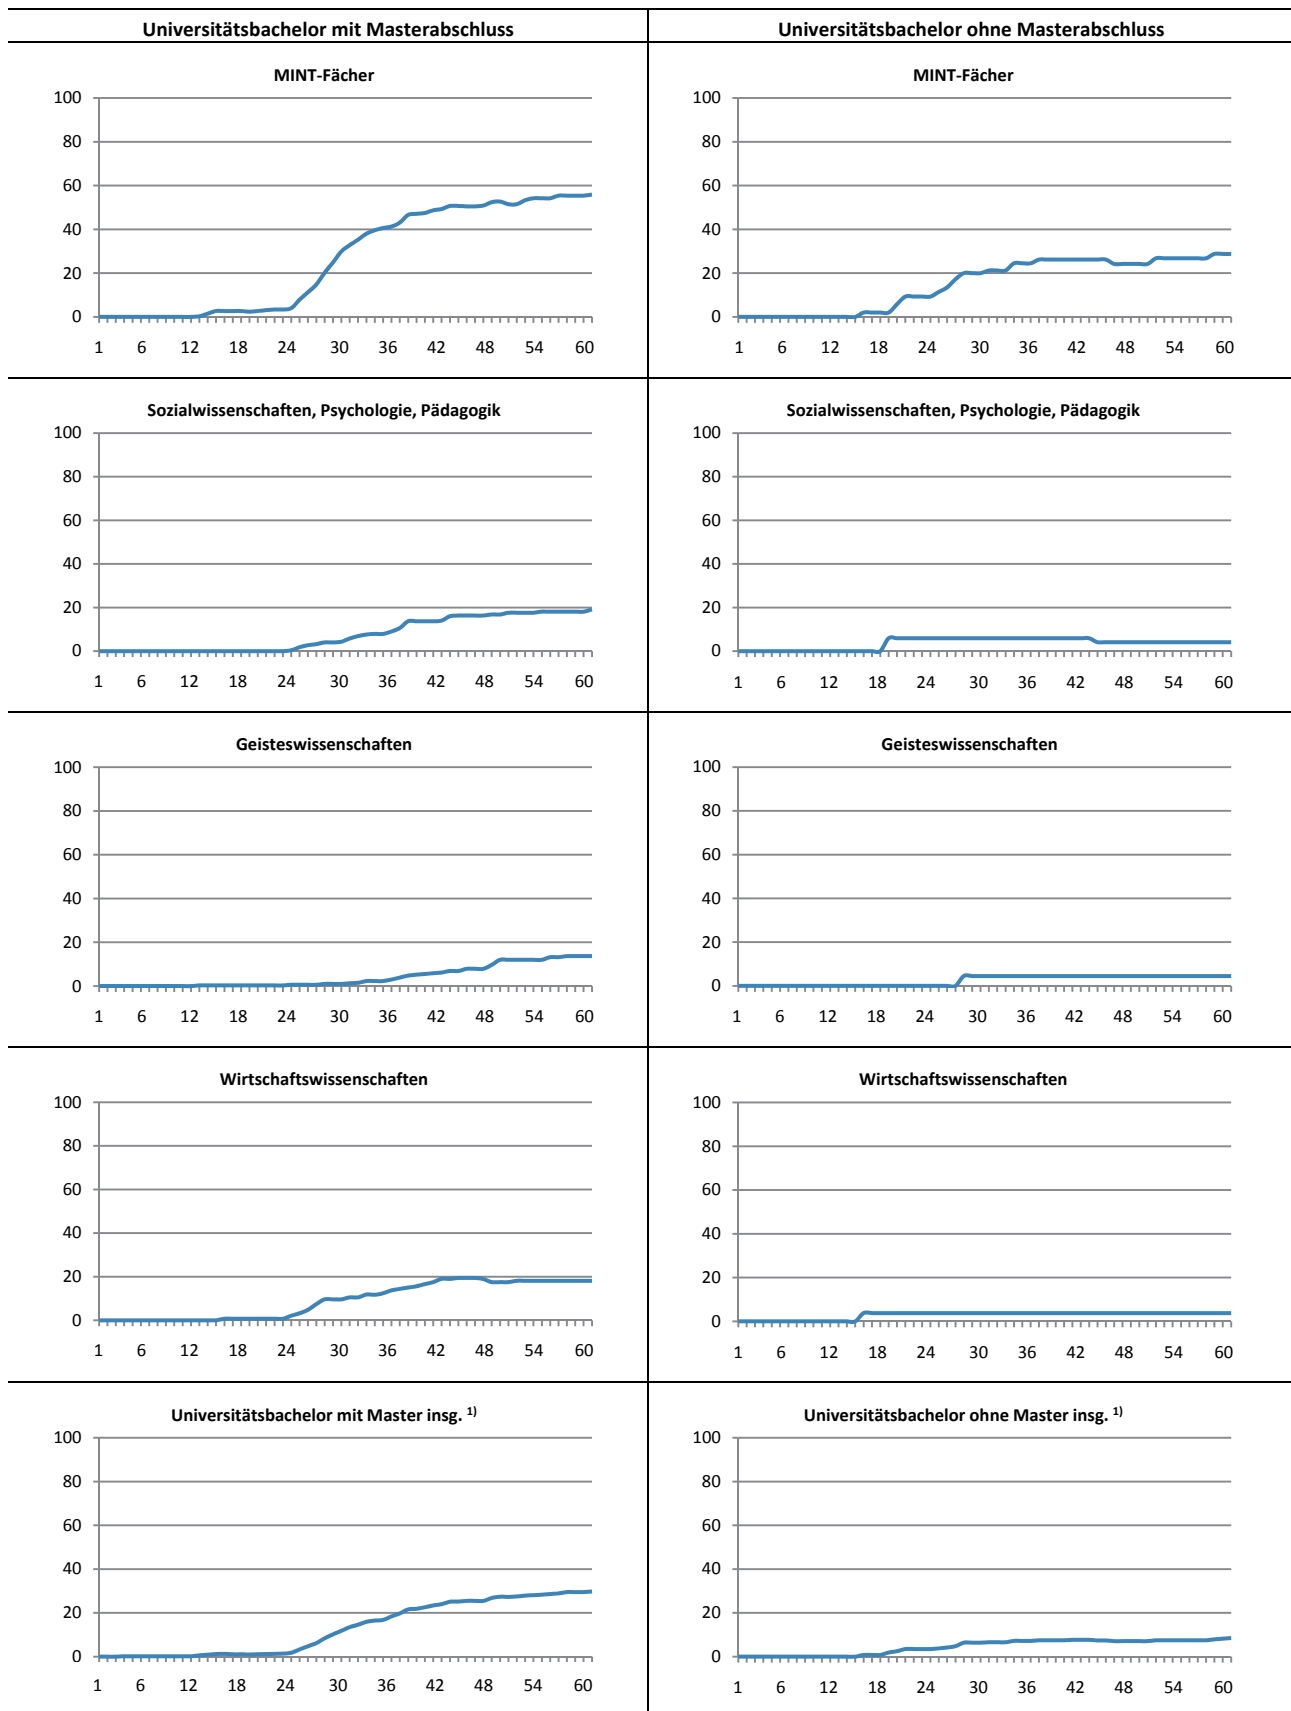 Universitätsbachelor mit Masterabschluss
Universitätsbachelor ohne Masterabschluss
MINT-Fächer
100
80
60
40
20
0
1 6 12 18 24 30 36 42 48 54 60
MINT-Fächer
100
80
60
40
20
0
1 6 12 18 24 30 36 42 48 54 60
Sozialwissenschaften, Psychologie, Pädagogik
100
80
60
40
20
0
1 6 12 18 24 30 36 42 48 54 60
Sozialwissenschaften, Psychologie, Pädagogik
100
80
60
40
20
0
1 6 12 18 24 30 36 42 48 54 60
Geisteswissenschaften
100
80
60
40
20
0
1 6 12 18 24 30 36 42 48 54 60
Geisteswissenschaften
100
80
60
40
20
0
1 6 12 18 24 30 36 42 48 54 60
Wirtschaftswissenschaften
100
80
60
40
20
0
1 6 12 18 24 30 36 42 48 54 60
Wirtschaftswissenschaften
100
80
60
40
20
0
1 6 12 18 24 30 36 42 48 54 60
Universitätsbachelor mit Master insg. 1)
100
80
60
40
20
0
1 6 12 18 24 30 36 42 48 54 60
Universitätsbachelor ohne Master insg. 1)
100
80
60
40
20
0
1 6 12 18 24 30 36 42 48 54 60